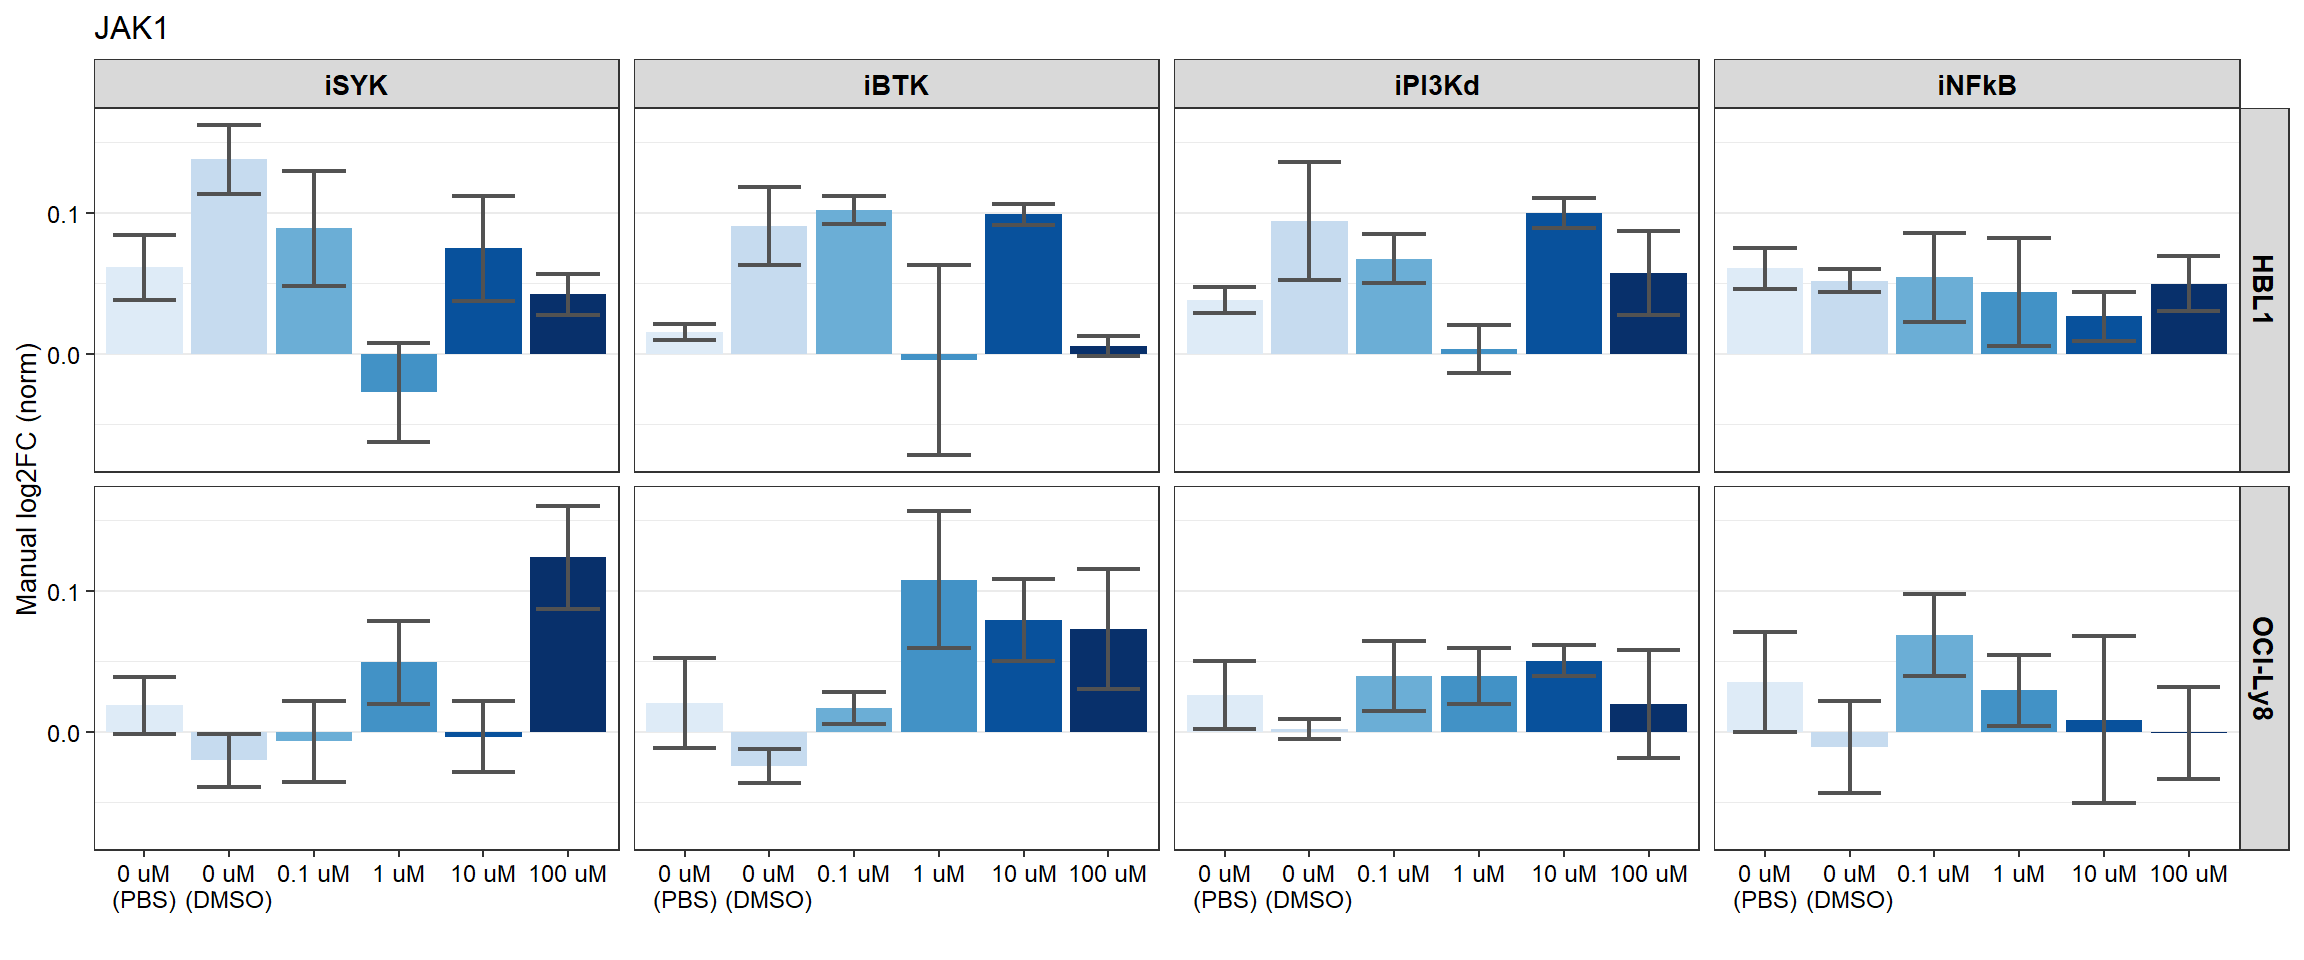 JAK1
iSYK iBTK iPI3Kd iNFkB
Manual log2FC (norm)
0.1
0.0
HBL1
0.1
0.0
OCI-Ly8
0 uM 0 uM 0.1 uM 1 uM 10 uM 100 uM 0 uM 0 uM 0.1 uM 1 uM 10 uM 100 uM 0 uM 0 uM 0.1 uM 1 uM 10 uM 100 uM 0 uM 0 uM 0.1 uM 1 uM 10 uM 100 uM
(PBS) (DMSO) (PBS) (DMSO) (PBS) (DMSO) (PBS) (DMSO)